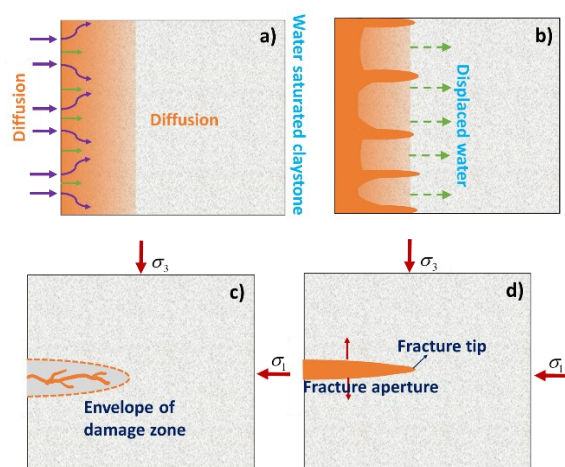 a)
Diffusion
Diffusion
Water saturated claystone
b)
Displaced water
σ3
c)
σ1
Envelope of
damage zone
σ3
d)
σ1
Fracture tip
Fracture aperture